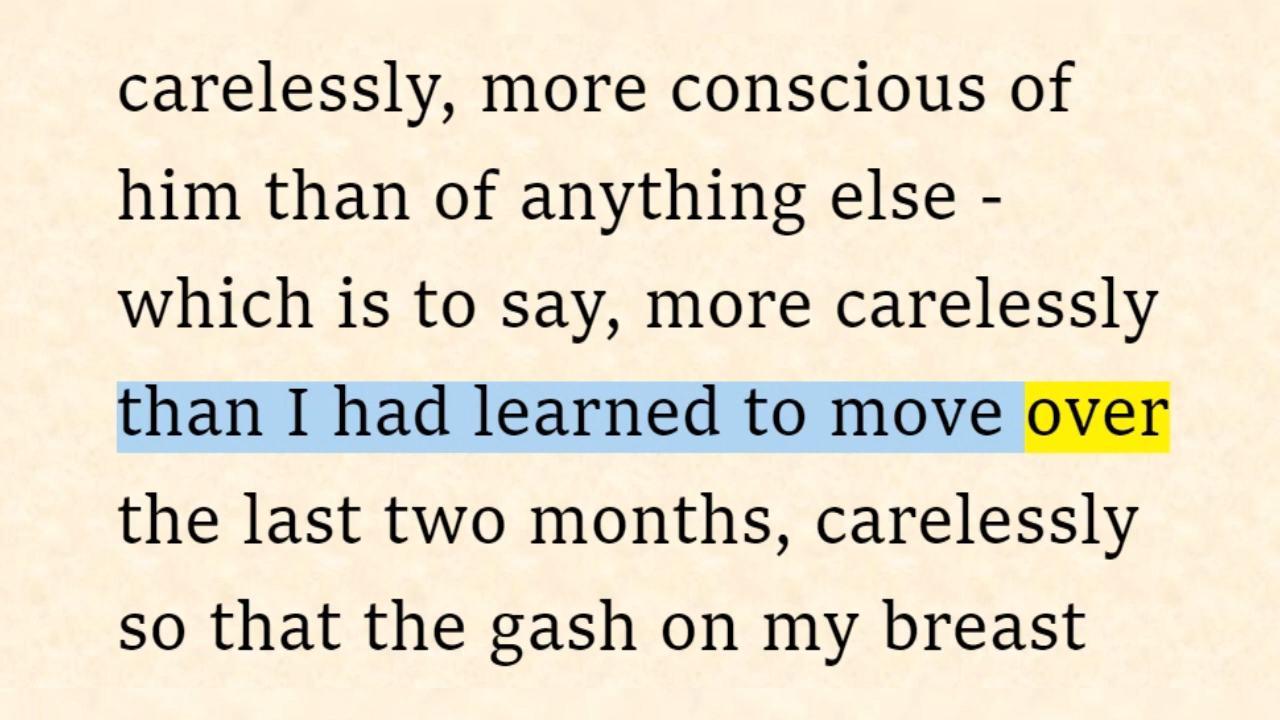 carelessly, more conscious of
him than of anything else -
which is to say, more carelessly
than I had learned to move over
the last two months, carelessly
so that the gash on my breast